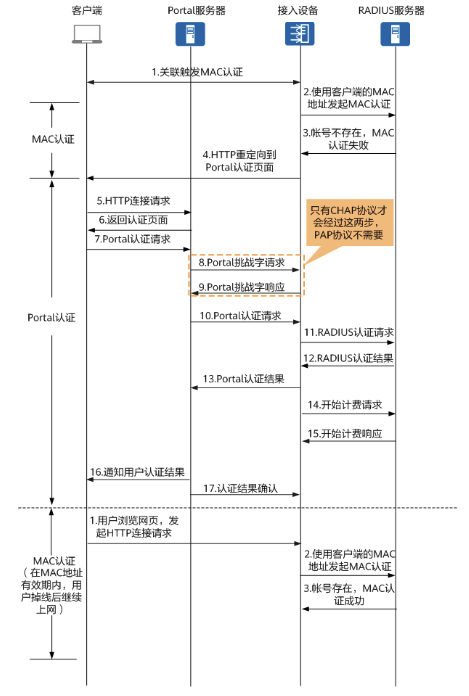 客户端
Portal服务器
接入设备
RADIUS服务器
1.关联触发MAC认证
2.使用客户端的MAC
地址发起MAC认证
MAC认证
3.帐号不存在，MAC
认证失败
4.HTTP重定向到
Portal认证页面
5.HTTP连接请求
6.返回认证页面
7.Portal认证请求
只有CHAP协议才
会经过这两步，
PAP协议不需要
8.Portal挑战字请求
9.Portal挑战字响应
Portal认证
10.Portal认证请求
11.RADIUS认证请求
12.RADIUS认证结果
13.Portal认证结果
14.开始计费请求
15.开始计费响应
16.通知用户认证结果
17.认证结果确认
1.用户浏览网页，发
起HTTP连接请求
MAC认证
（在MAC地址
有效期内，用
户掉线后继续
上网）
2.使用客户端的MAC
地址发起MAC认证
3.帐号存在，MAC认
证成功